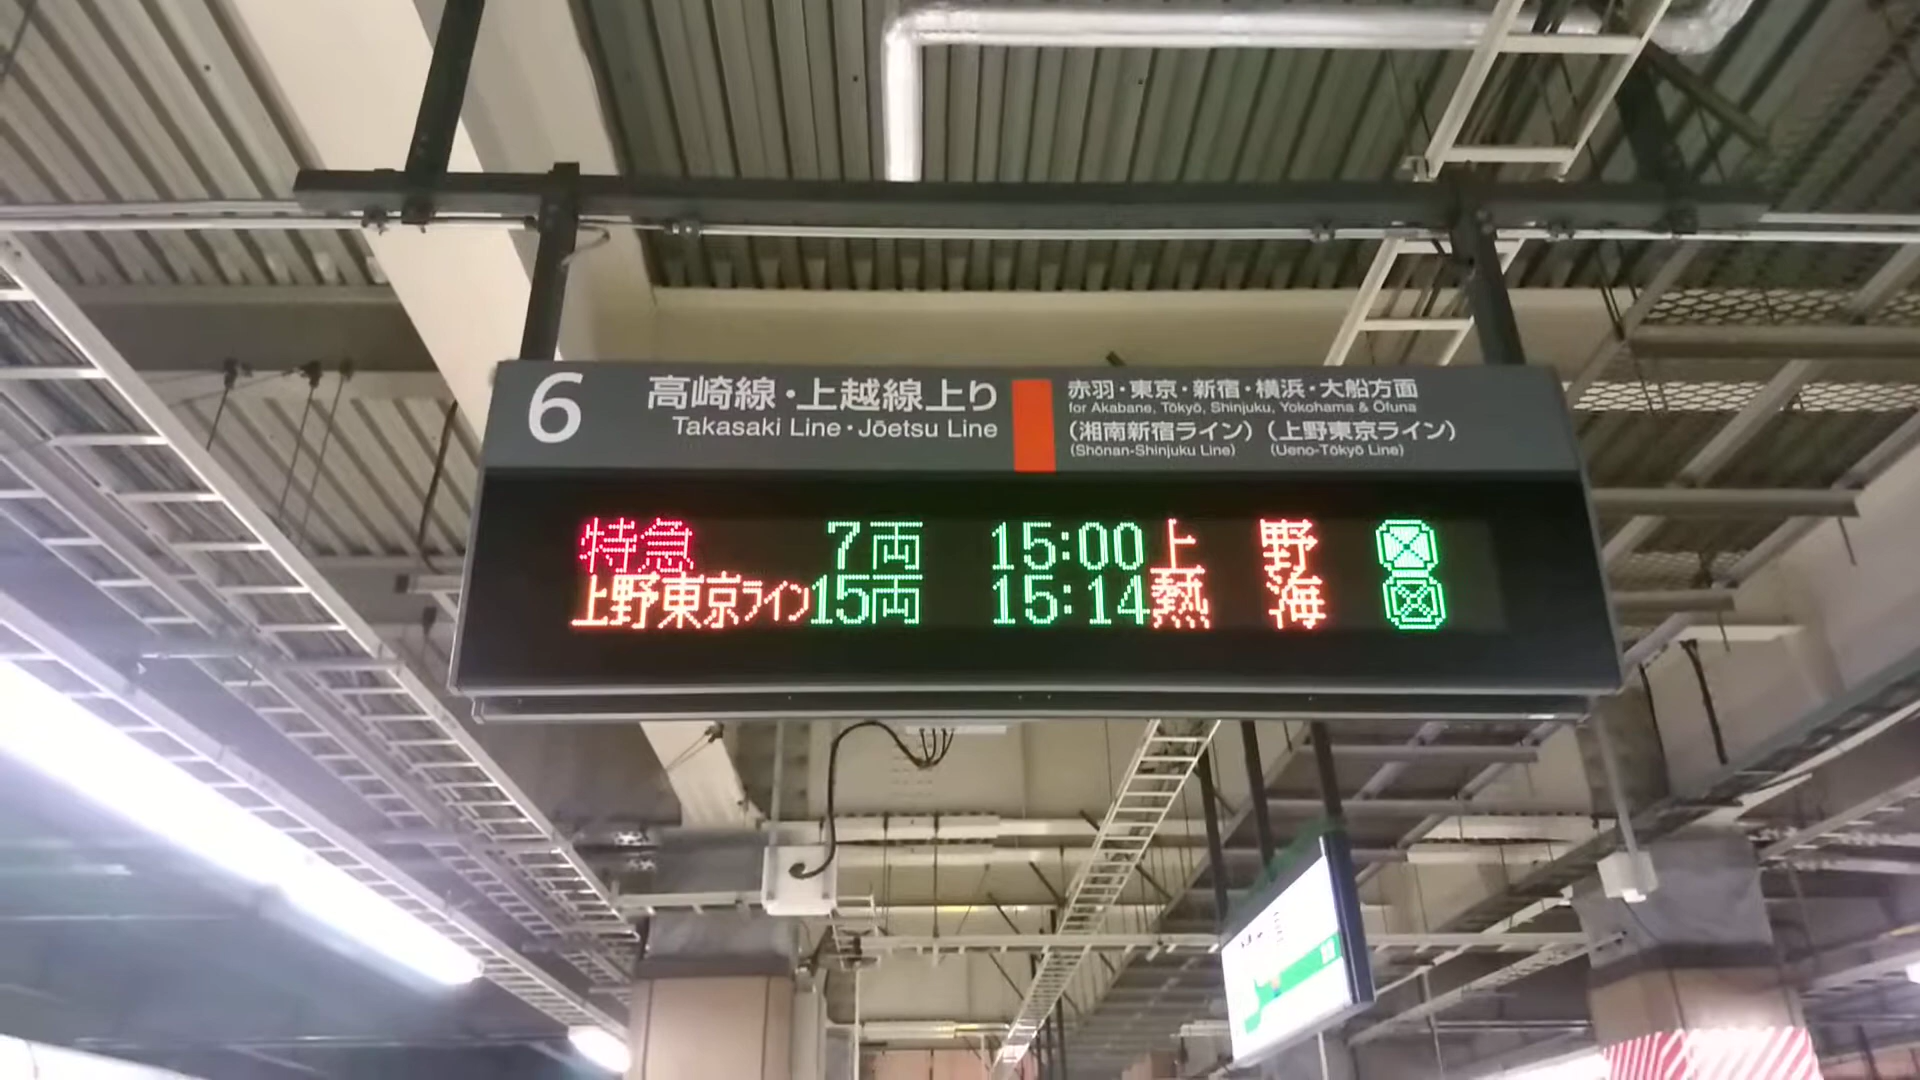 6
高崎線・上越線上り
Takasaki Line・Jōetsu Line
赤羽・東京・新宿・横浜・大船方面
for Akabane, Tōkyō, Shinjuku, Yokohama & Ōfuna
(湘南新宿ライン) (上野東京ライン)
(Shōnan-Shinjuku Line) (Ueno-Tōkyō Line)
特急 7両 15:00 上 野
上野東京ライン 15両 15:14 熱 海